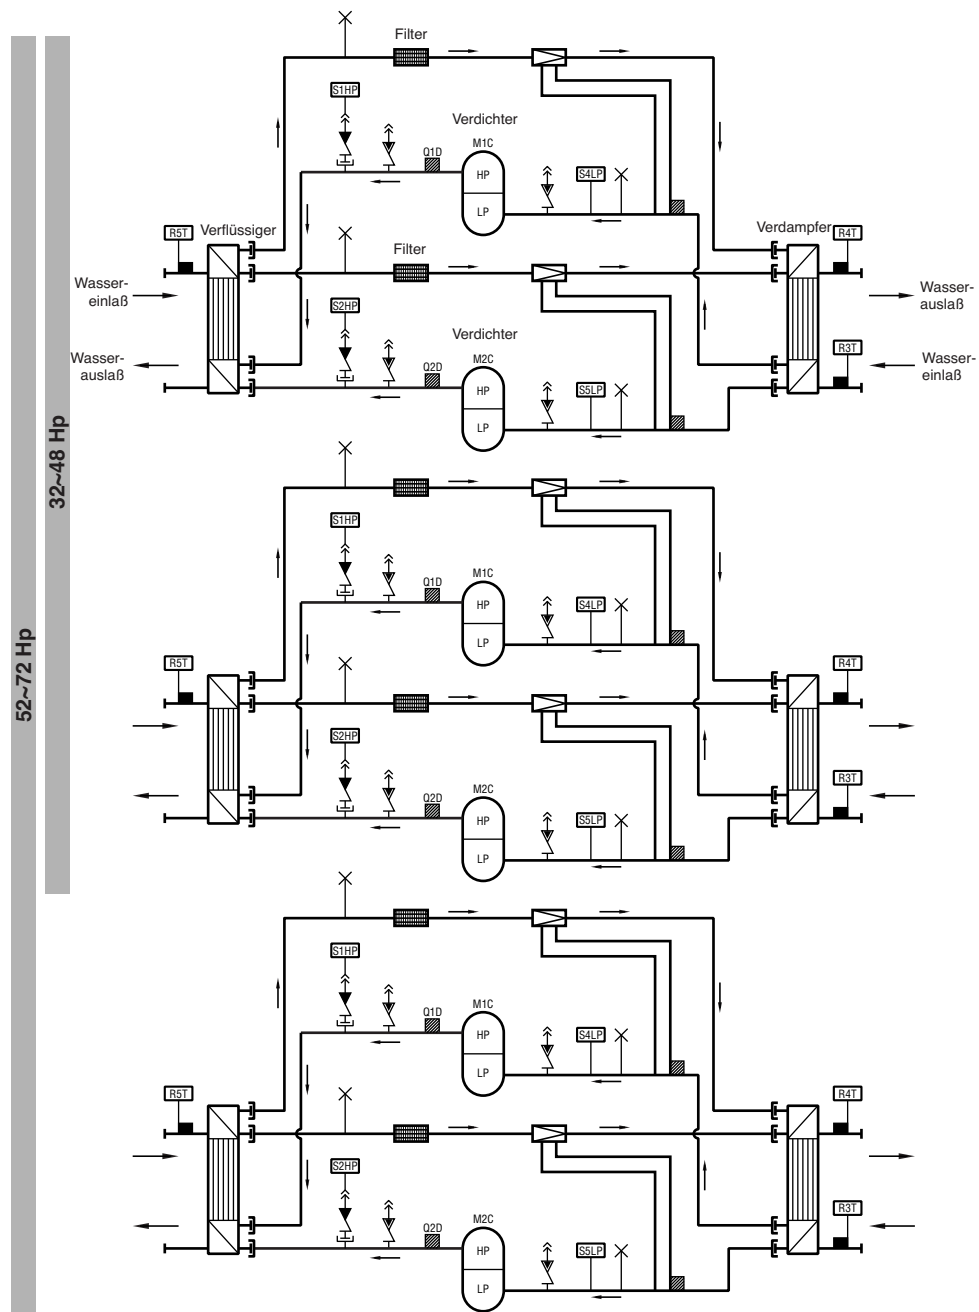 Filter
S1HP
Verdichter
M1C
Q1D
HP
S4LP
LP
R5T
Verflüssiger
Verdampfer
R4T
Filter
Wasser-
einlaß
Wasser-
auslaß
S2HP
Verdichter
M2C
Q2D
HP
S5LP
LP
R3T
Wasser-
auslaß
Wasser-
einlaß
32~48 Hp
52~72 Hp
S1HP
M1C
Q1D
HP
S4LP
LP
R5T
R4T
S2HP
M2C
Q2D
HP
S5LP
LP
R3T
S1HP
M1C
Q1D
HP
S4LP
LP
R5T
R4T
S2HP
M2C
Q2D
HP
S5LP
LP
R3T